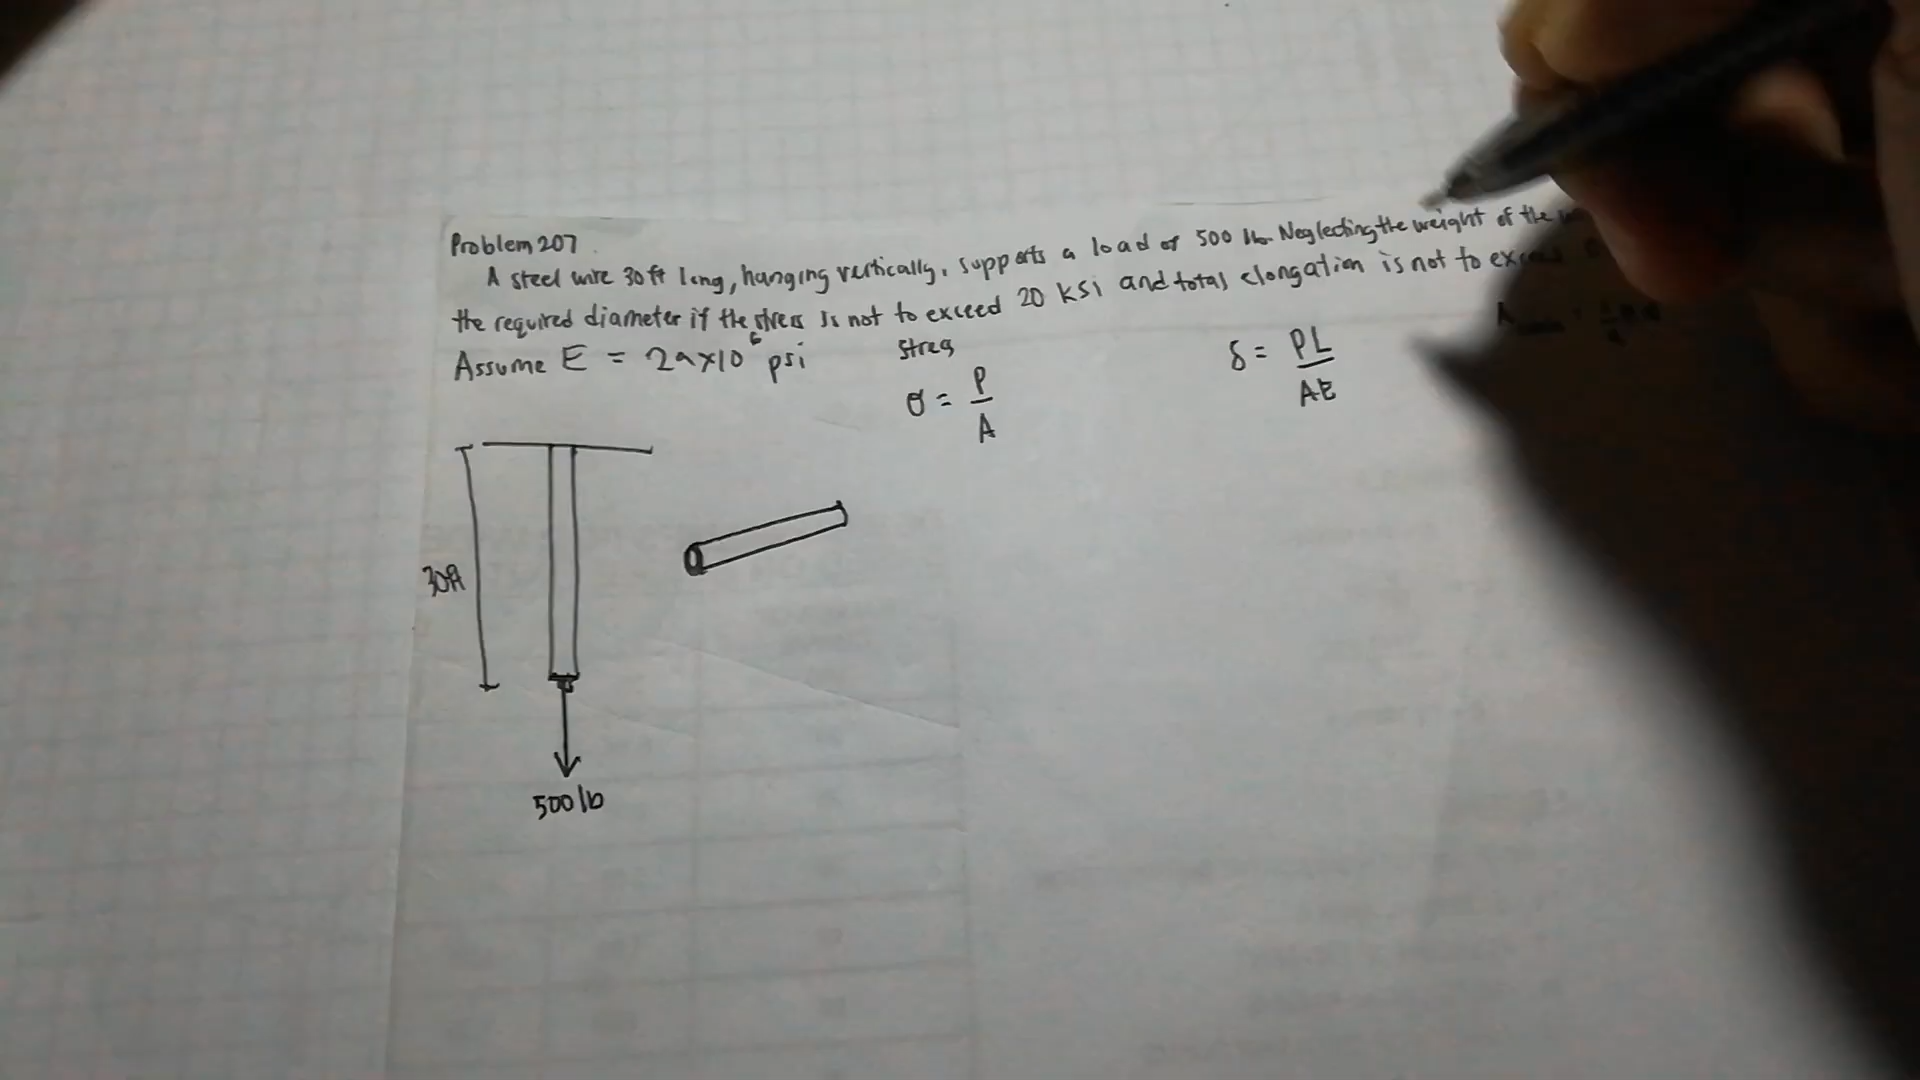 Problem 207
A steel wire 30 ft long, hanging vertically, supports a load of 500 lb. Neglecting the weight of the
the required diameter if the stress is not to exceed 20 ksi and total elongation is not to
Assume E = 29x10⁶ psi
stress
σ = P/A
δ = PL/AE
30ft
500 lb